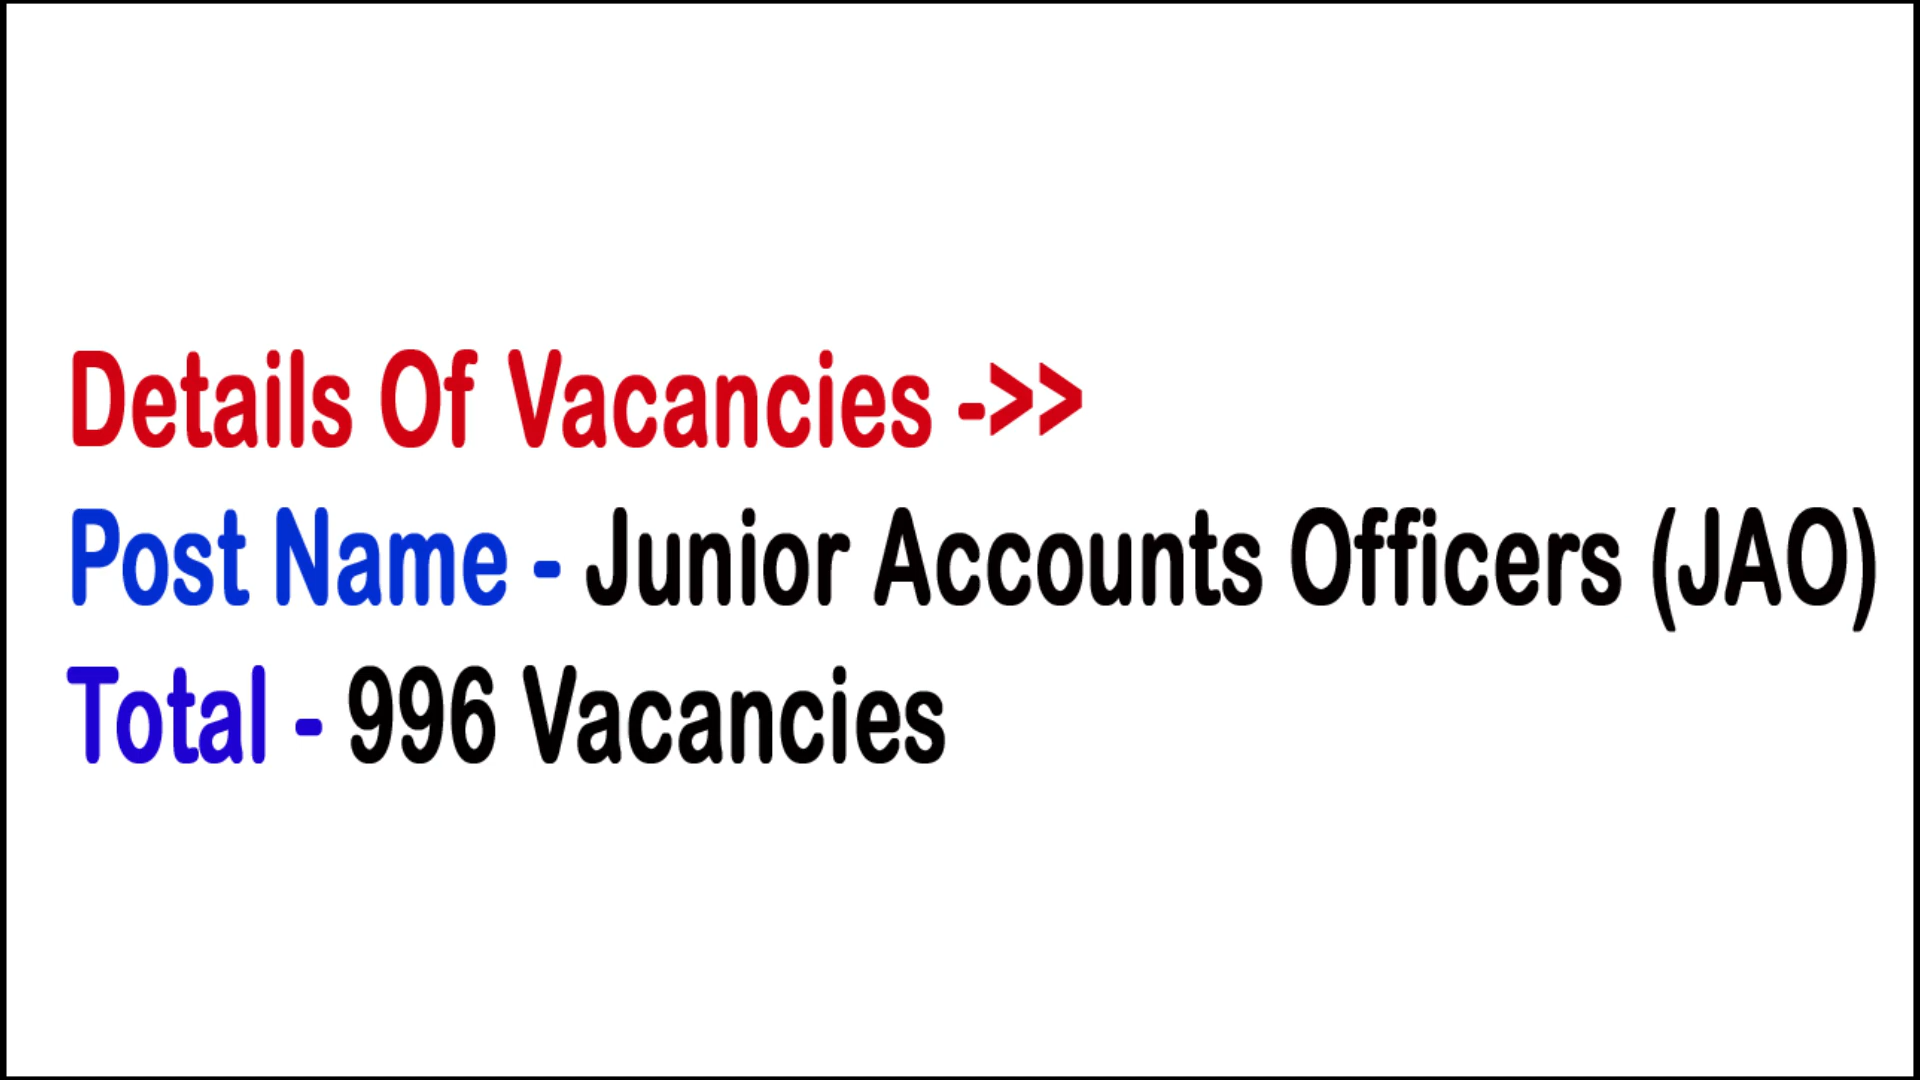 Details Of Vacancies ->>
Post Name - Junior Accounts Officers (JAO)
Total - 996 Vacancies